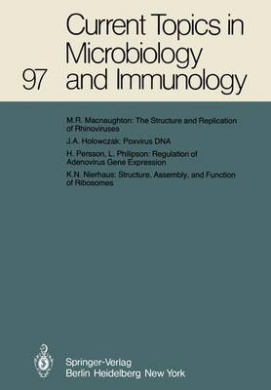 97
Current Topics in
Microbiology
and Immunology
M.R. Macnaughton: The Structure and Replication
of Rhinoviruses
J.A. Holowczak: Poxvirus DNA
H. Persson, L. Philipson: Regulation of
Adenovirus Gene Expression
K.N. Nierhaus: Structure, Assembly, and Function
of Ribosomes
Springer-Verlag
Berlin Heidelberg New York